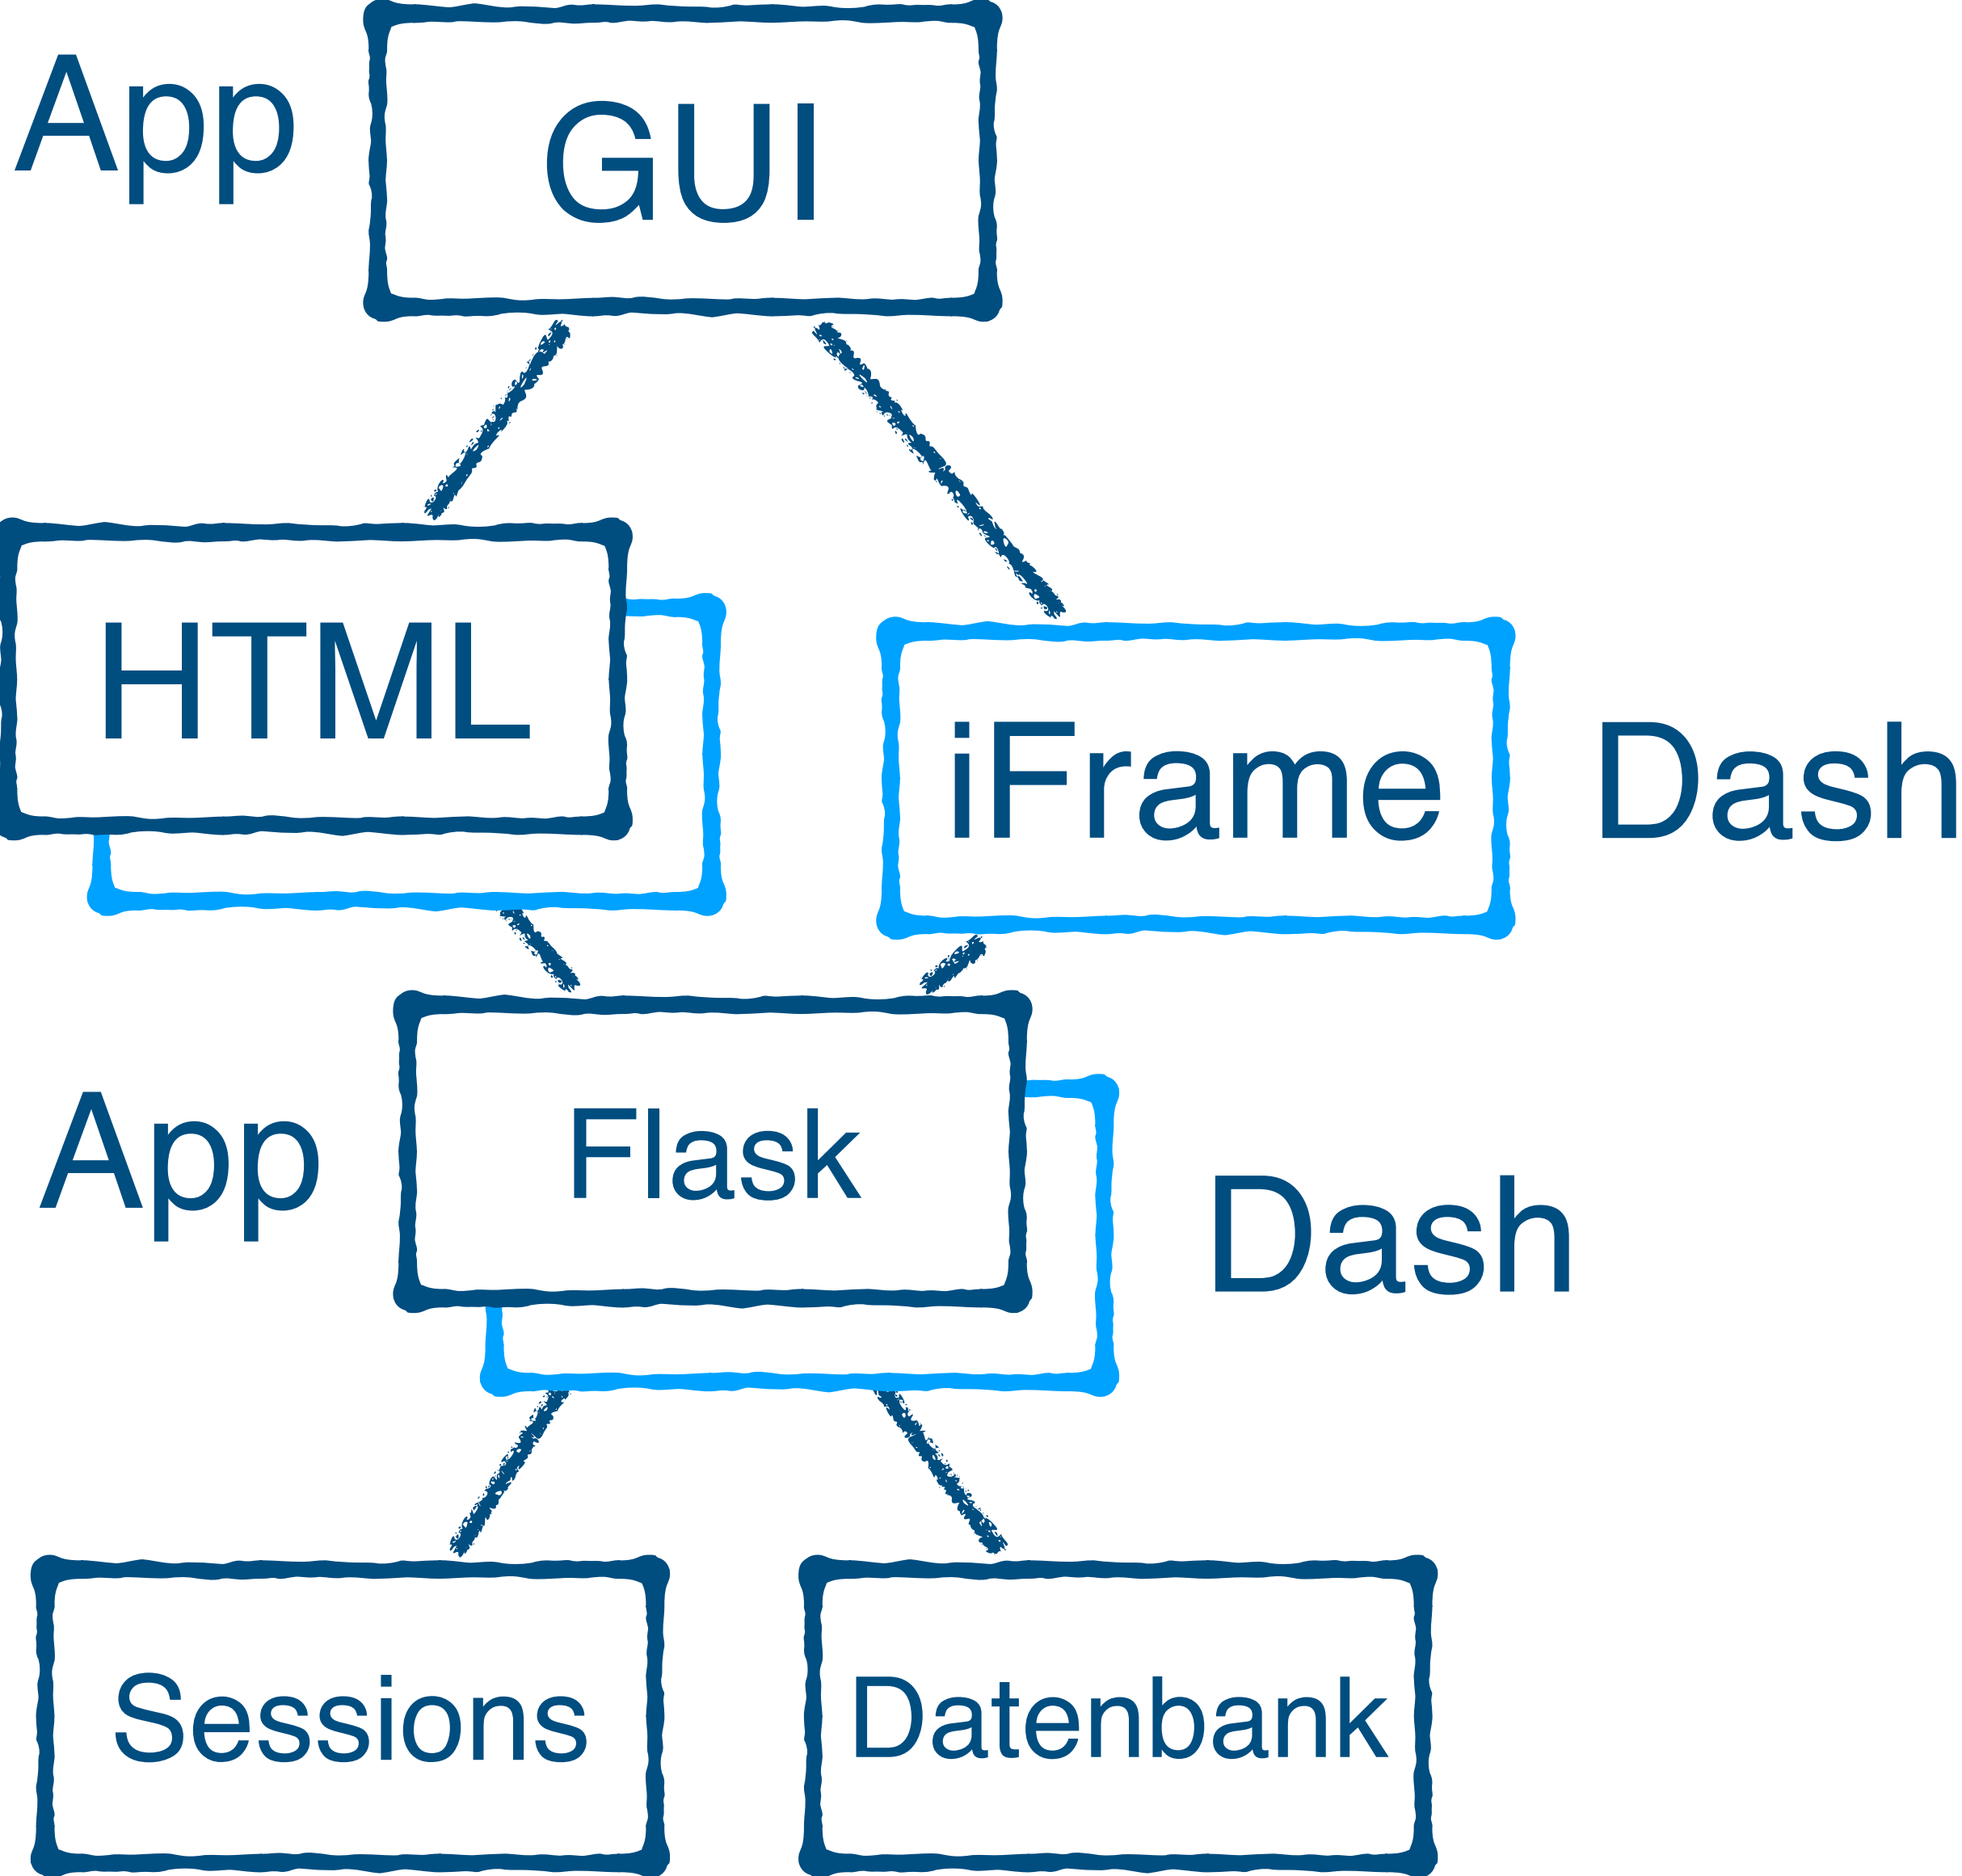 App
GUI
HTML
iFrame
Dash
App
Flask
Dash
Sessions
Datenbank